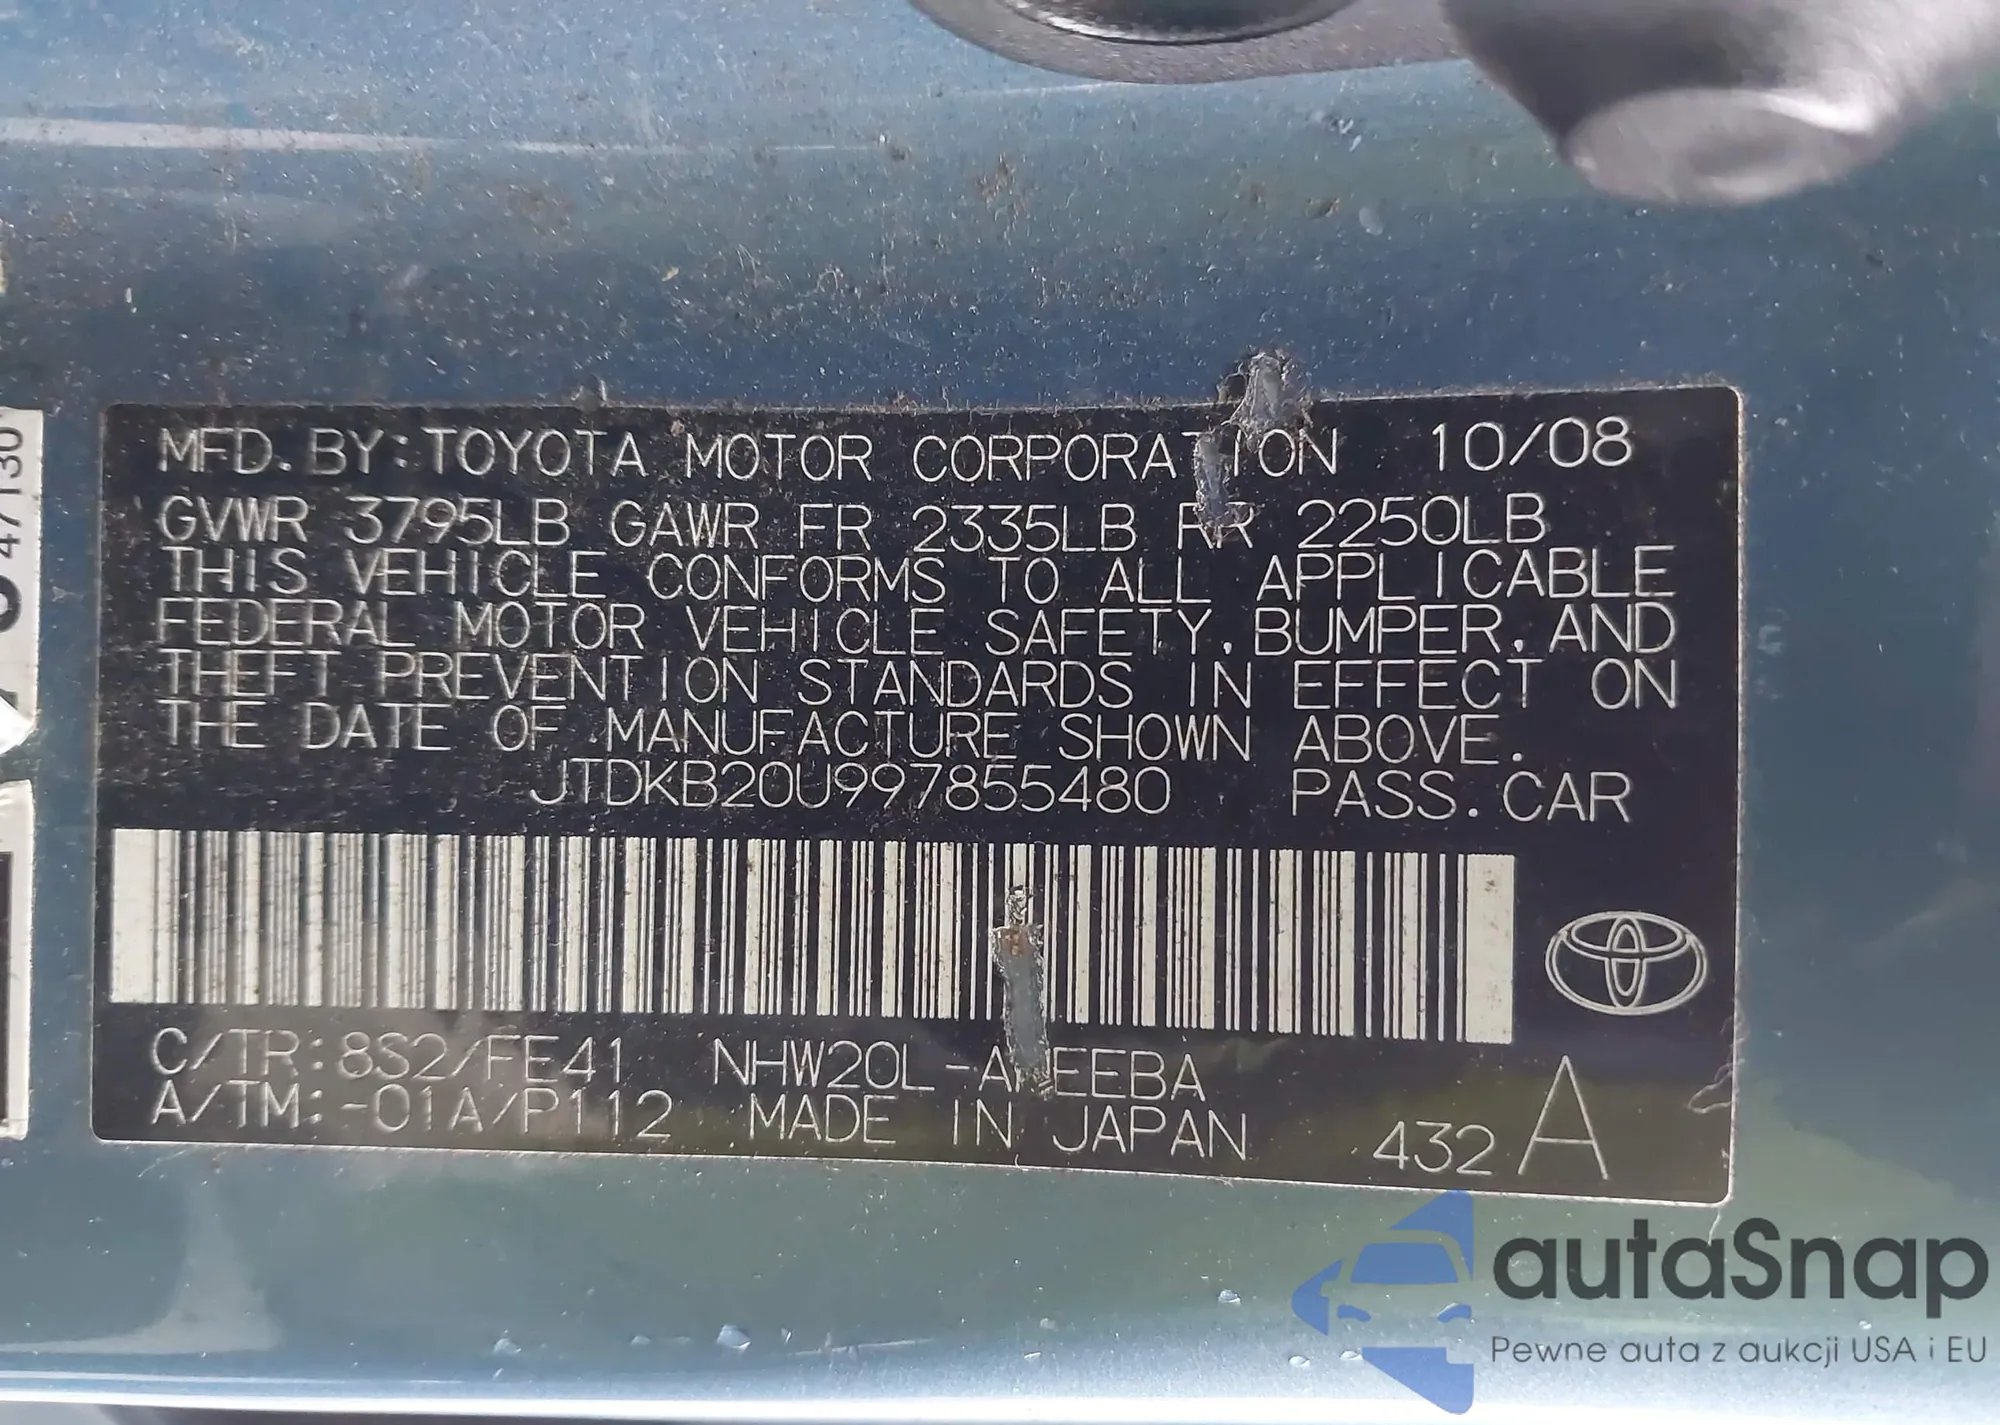 47130
MFD. BY: TOYOTA MOTOR CORPORATION 10/08
GVWR 3795LB GAWR FR 2335LB RR 2250LB
THIS VEHICLE CONFORMS TO ALL APPLICABLE
FEDERAL MOTOR VEHICLE SAFETY, BUMPER, AND
THEFT PREVENTION STANDARDS IN EFFECT ON
THE DATE OF MANUFACTURE SHOWN ABOVE.
JTDKB20U997855480 PASS. CAR
C/TR: 8S2/FE41
A/TM: -01A/P112 MADE IN JAPAN 432 A
autaSnap
Pewne auta z aukcji USA i EU